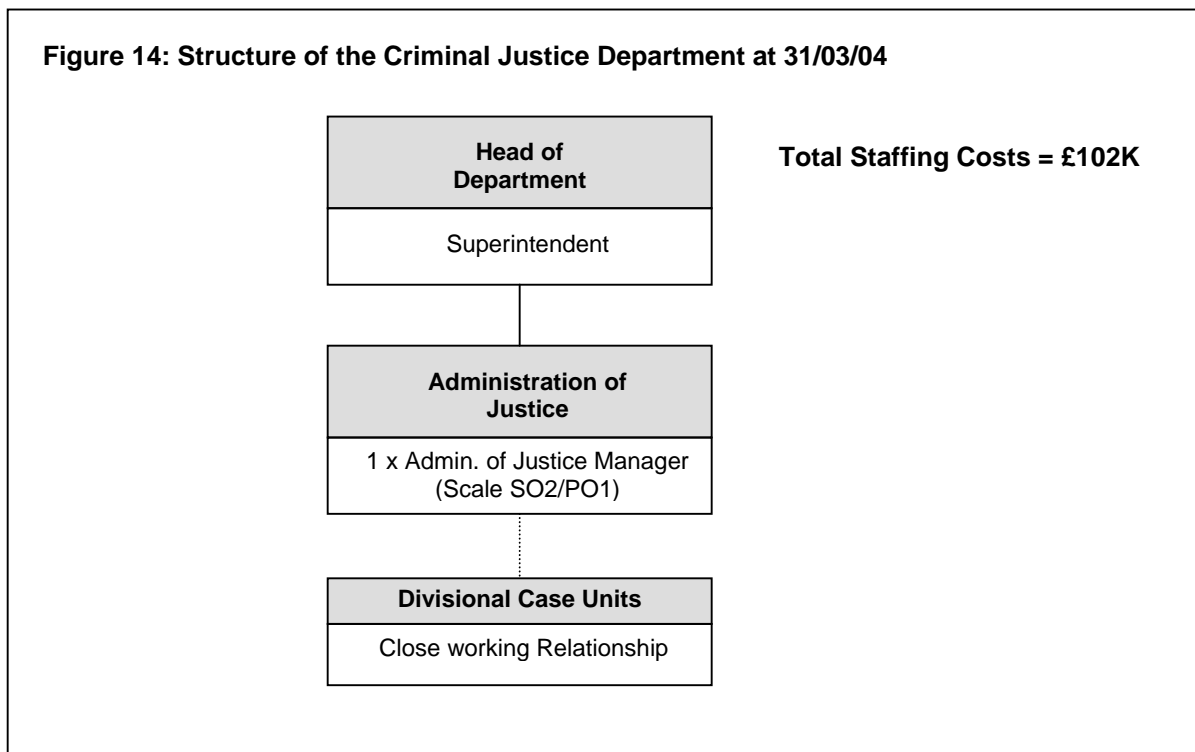 Figure 14: Structure of the Criminal Justice Department at 31/03/04
Head of
Department
Total Staffing Costs = £102K
Superintendent
Administration of
Justice
1 x Admin. of Justice Manager
(Scale SO2/PO1)
Divisional Case Units
Close working Relationship